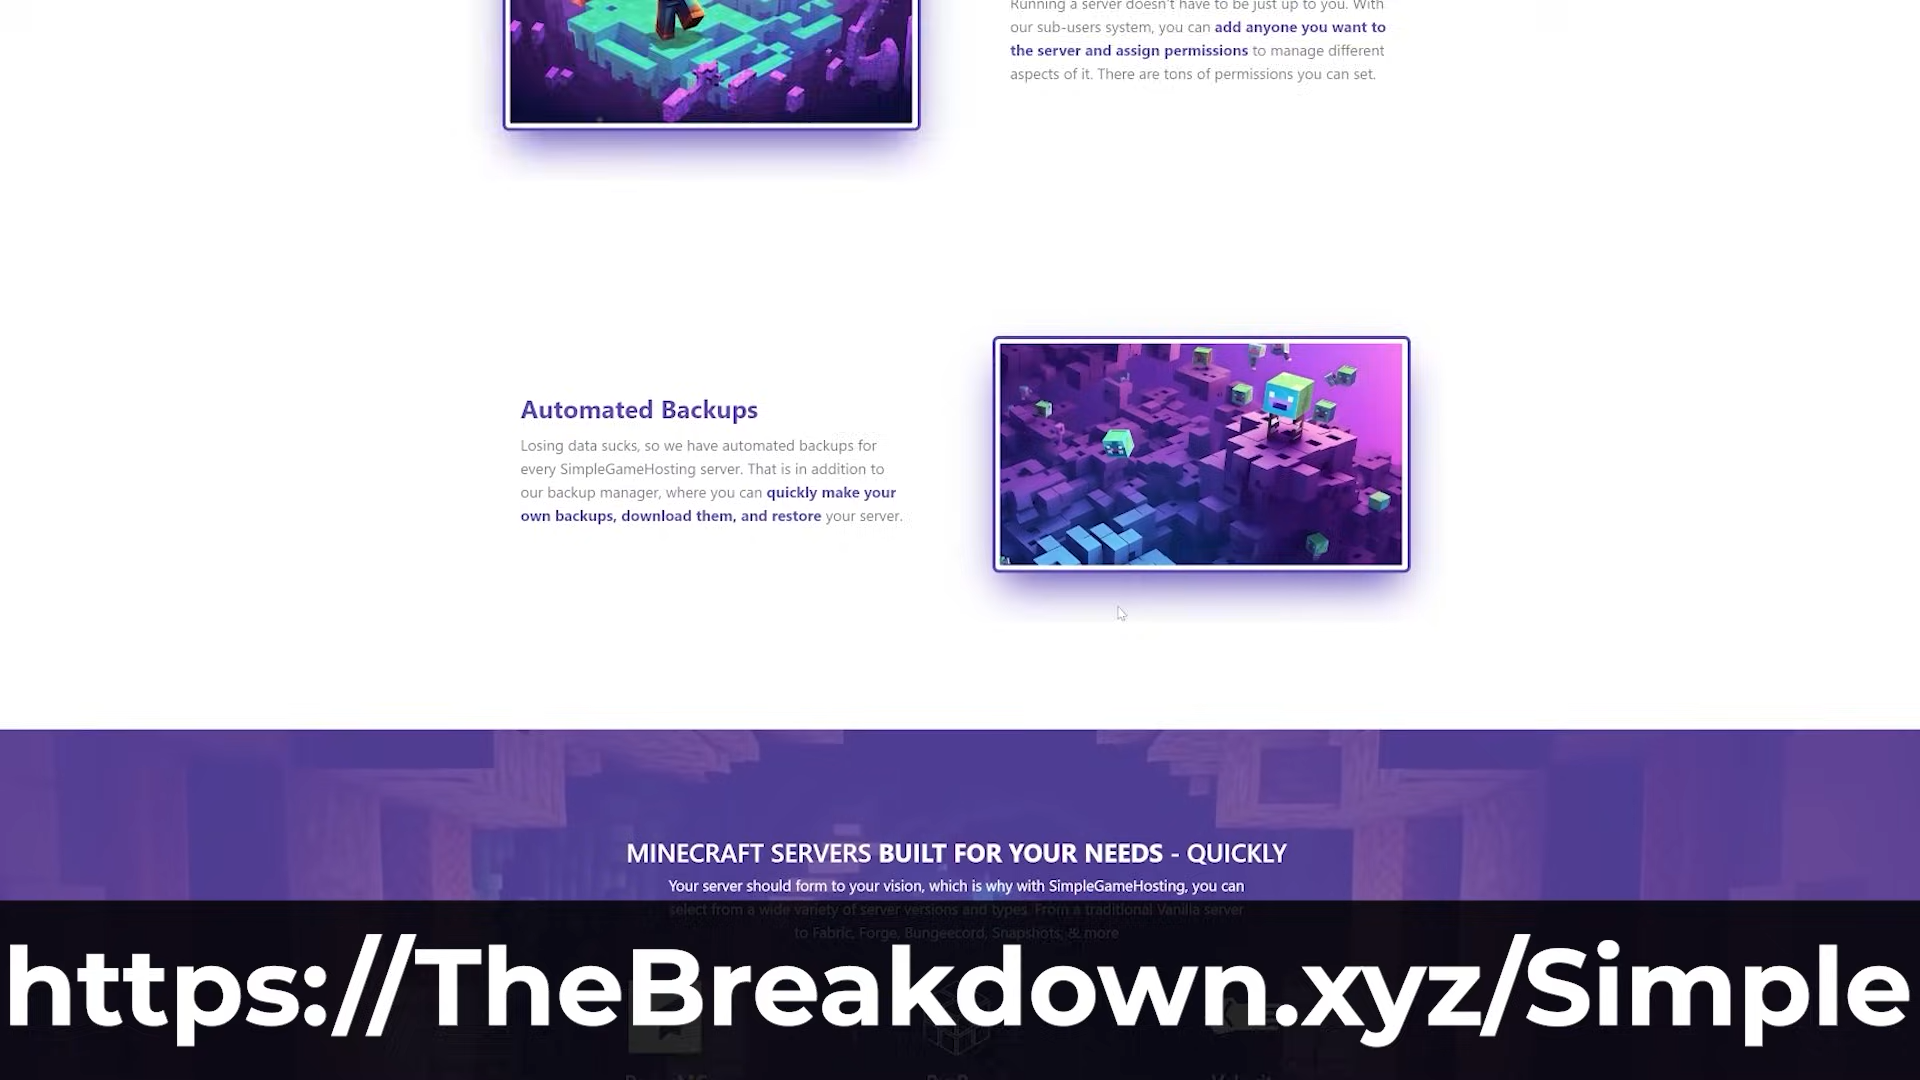 Running a server doesn't have to be just up to you. With
our sub-users system, you can add anyone you want to
the server and assign permissions to manage different
aspects of it. There are tons of permissions you can set.
Automated Backups
Losing data sucks, so we have automated backups for
every SimpleGameHosting server. That is in addition to
our backup manager, where you can quickly make your
own backups, download them, and restore your server.
MINECRAFT SERVERS BUILT FOR YOUR NEEDS - QUICKLY
Your server should form to your vision, which is why with SimpleGameHosting, you can
select from a wide variety of server versions and types. From a traditional Vanilla server
to Fabric, Forge, Bungeecord, Snapshots, & more
https://TheBreakdown.xyz/Simple